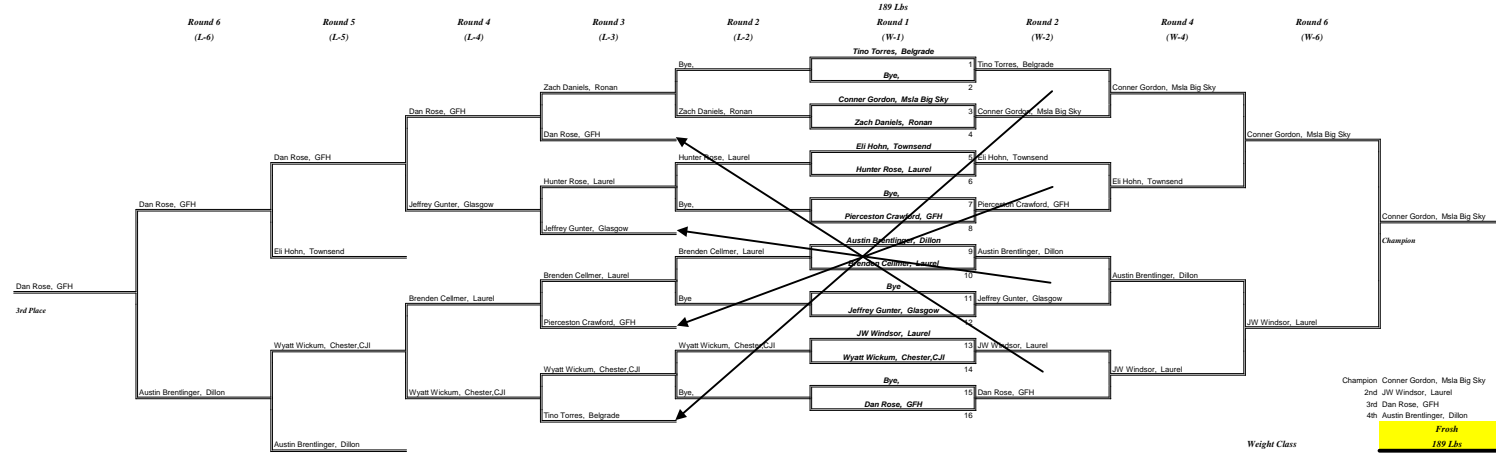 189 Lbs
Round 6 Round 5 Round 4 Round 3 Round 2 Round 1 Round 2 Round 4 Round 6
(L-6) (L-5) (L-4) (L-3) (L-2) (W-1) (W-2) (W-4) (W-6)
Tino Torres, Belgrade
Bye, 1 Tino Torres, Belgrade
Bye,
2
Zach Daniels, Ronan Conner Gordon, Msla Big Sky
Conner Gordon, Msla Big Sky
Dan Rose, GFH Zach Daniels, Ronan 3 Conner Gordon, Msla Big Sky
Zach Daniels, Ronan
Dan Rose, GFH 4 Conner Gordon, Msla Big Sky
Eli Hohn, Townsend
Dan Rose, GFH Hunter Rose, Laurel 5 Eli Hohn, Townsend
Hunter Rose, Laurel
6
Hunter Rose, Laurel Eli Hohn, Townsend
Bye,
Dan Rose, GFH Jeffrey Gunter, Glasgow Bye, 7 Pierceston Crawford, GFH
Pierceston Crawford, GFH
Conner Gordon, Msla Big Sky
Jeffrey Gunter, Glasgow 8
Austin Brentlinger, Dillon Champion
Eli Hohn, Townsend Brenden Cellmer, Laurel 9 Austin Brentlinger, Dillon
Brenden Cellmer, Laurel
10
Brenden Cellmer, Laurel Austin Brentlinger, Dillon
Dan Rose, GFH Bye
Brenden Cellmer, Laurel Bye 11 Jeffrey Gunter, Glasgow
3rd Place Jeffrey Gunter, Glasgow
Pierceston Crawford, GFH 12 JW Windsor, Laurel
JW Windsor, Laurel
Wyatt Wickum, Chester,CJI Wyatt Wickum, Chester,CJI 13 JW Windsor, Laurel
Wyatt Wickum, Chester,CJI
14
Wyatt Wickum, Chester,CJI JW Windsor, Laurel
Bye, Champion Conner Gordon, Msla Big Sky
Austin Brentlinger, Dillon Wyatt Wickum, Chester,CJI Bye, 15 Dan Rose, GFH 2nd JW Windsor, Laurel
Dan Rose, GFH 3rd Dan Rose, GFH
Tino Torres, Belgrade 16 4th Austin Brentlinger, Dillon
Frosh
Austin Brentlinger, Dillon Weight Class 189 Lbs